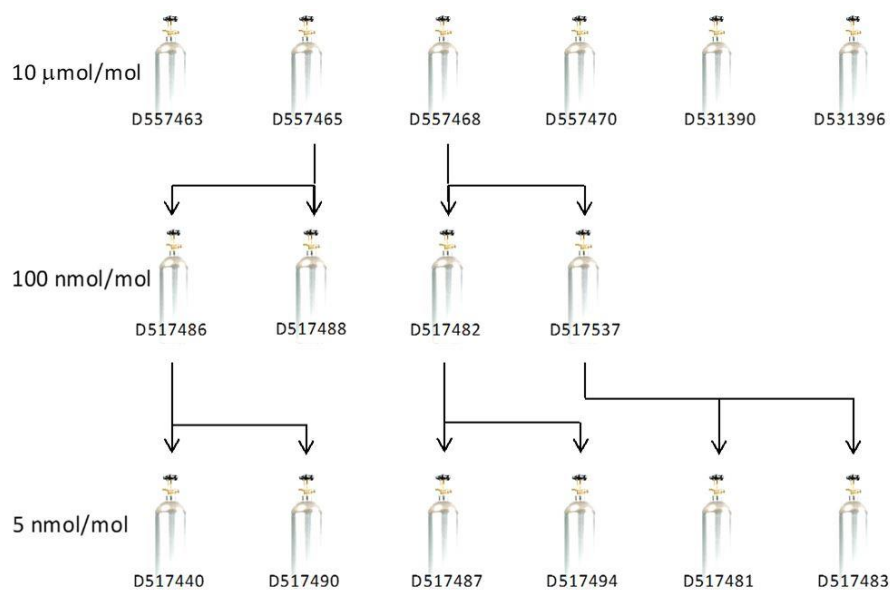 10 μmol/mol
D557463 D557465 D557468 D557470 D531390 D531396
100 nmol/mol
D517486 D517488 D517482 D517537
5 nmol/mol
D517440 D517490 D517487 D517494 D517481 D517483